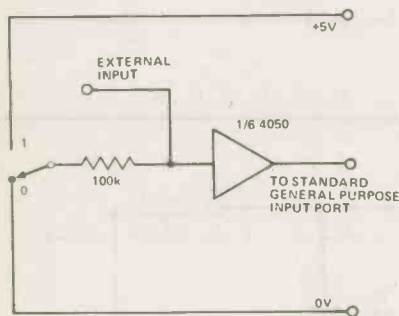 +5V
EXTERNAL
INPUT
1/6 4050
1
0
100k
TO STANDARD
GENERAL PURPOSE
INPUT PORT
0V